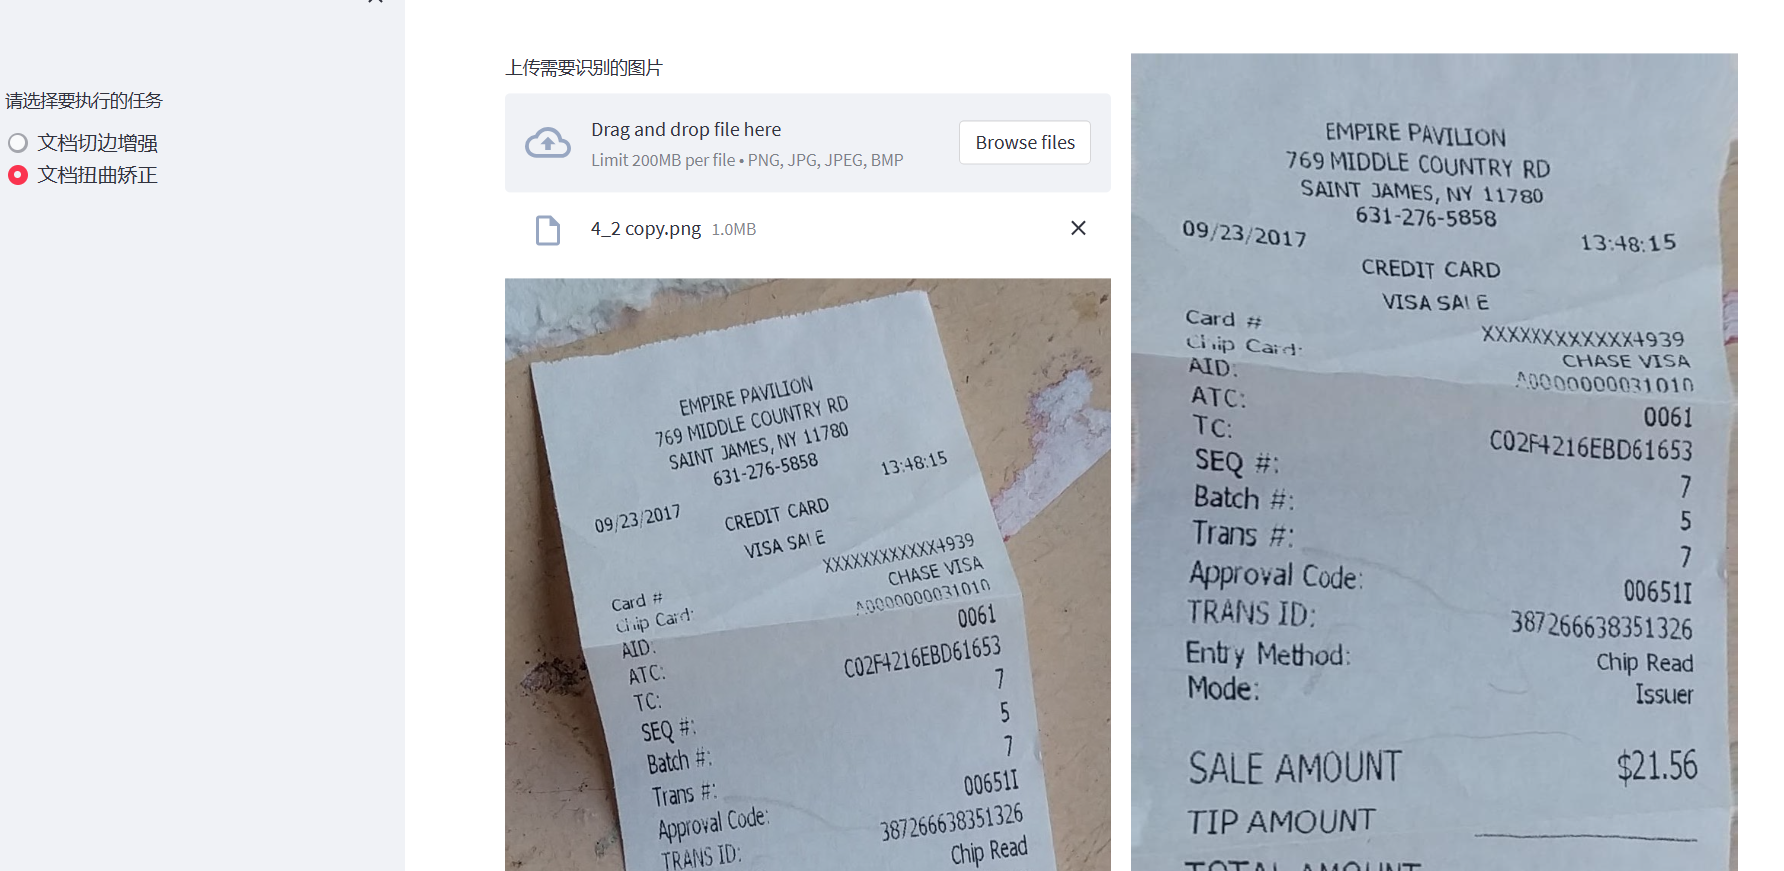 请选择要执行的任务
文档切边增强
文档扭曲矫正
上传需要识别的图片
Drag and drop file here
Limit 200MB per file • PNG, JPG, JPEG, BMP
Browse files
4_2 copy.png 1.0MB
EMPIRE PAVILION
769 MIDDLE COUNTRY RD
SAINT JAMES, NY 11780
631-276-5858
09/23/2017 13:48:15
CREDIT CARD
VISA SALE
Card # XXXXXXXXXXXX4939
Chip Card: CHASE VISA
AID: A0000000031010
ATC: 0061
TC: C02F4216EBD61653
SEQ #: 7
Batch #: 5
Trans #: 7
Approval Code: 00651I
TRANS ID: 387266638351326
Chip Read
EMPIRE PAVILION
769 MIDDLE COUNTRY RD
SAINT JAMES, NY 11780
631-276-5858
09/23/2017 13:48:15
CREDIT CARD
VISA SALE
Card # XXXXXXXXXXXX4939
Chip Card: CHASE VISA
AID: A0000000031010
ATC: 0061
TC: C02F4216EBD61653
SEQ #: 7
Batch #: 5
Trans #: 7
Approval Code: 00651I
TRANS ID: 387266638351326
Entry Method: Chip Read
Mode: Issuer
SALE AMOUNT $21.56
TIP AMOUNT
TOTAL AMOUNT